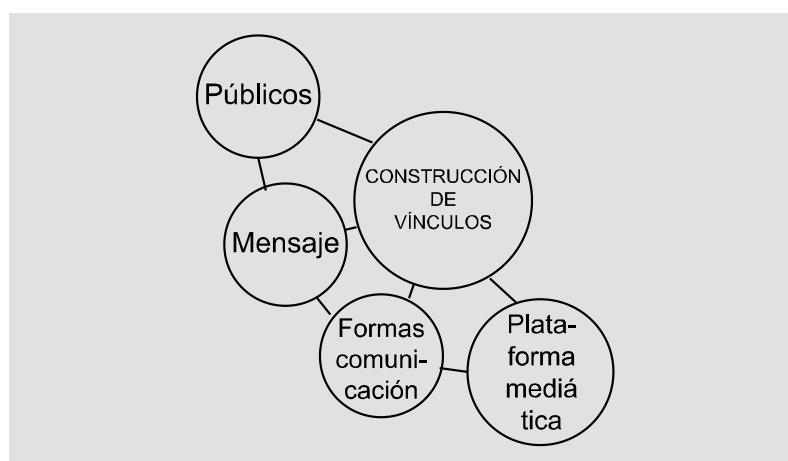 Públicos
CONSTRUCCIÓN
DE
VÍNCULOS
Mensaje
Formas
comuni-
cación
Plata-
forma
mediá
tica